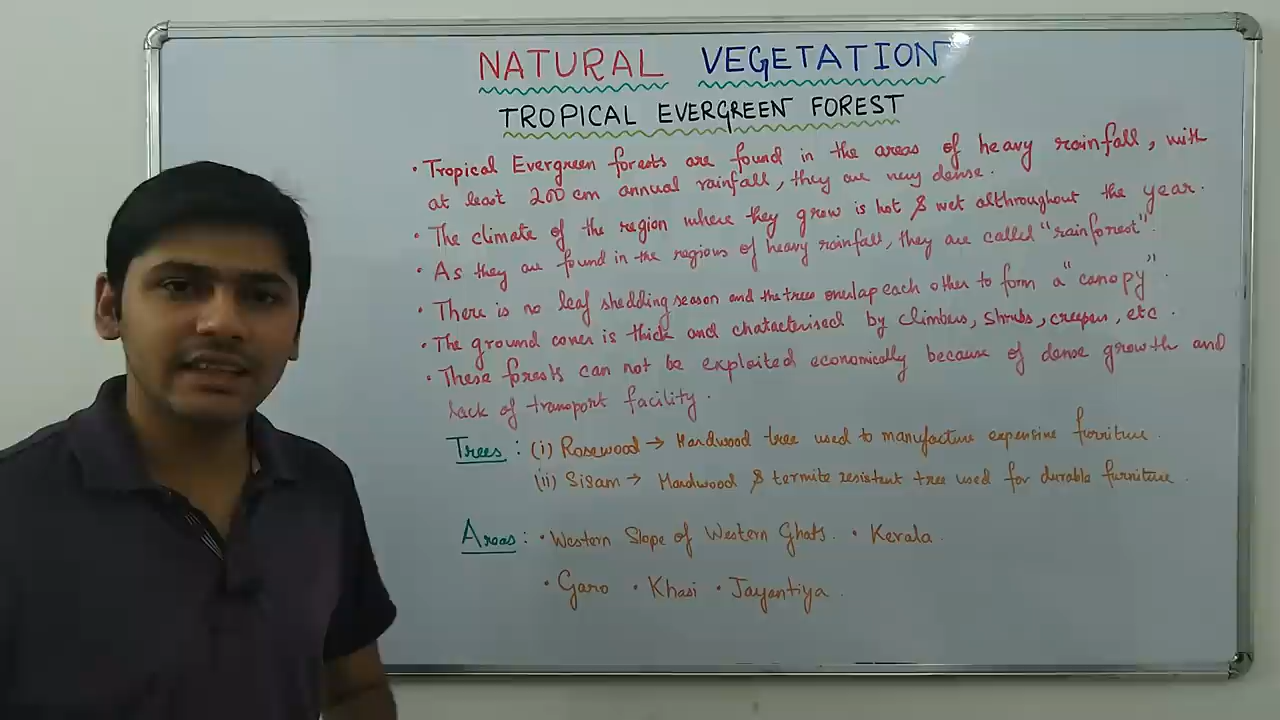 NATURAL VEGETATION
TROPICAL EVERGREEN FOREST
• Tropical Evergreen forests are found in the areas of heavy rainfall, with
at least 200 cm annual rainfall, they are very dense.
• The climate of the region where they grow is hot & wet althroughout the year.
• As they are found in the regions of heavy rainfall, they are called "rainforest".
• There is no leaf shedding season and the trees overlap each other to form a "canopy".
• The ground cover is thick and charactcrised by climbers, shrubs, creepers, etc.
• These forests can not be exploited economically because of dense growth and
lack of transport facility.
Trees : (i) Rosewood → Hardwood tree used to manufacture expensive furniture.
(ii) Sisam → Hardwood & termite resistent tree used for durable furniture.
Areas : • Western Slope of Western Ghats. • Kerala.
• Garo • Khasi • Jayantiya.